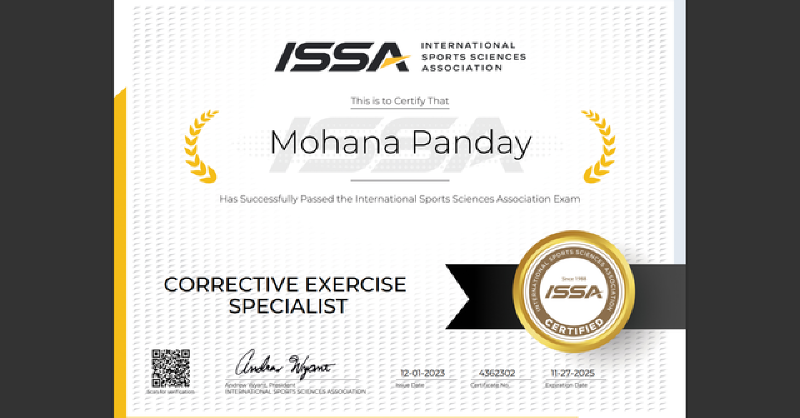 ISSA
INTERNATIONAL
SPORTS SCIENCES
ASSOCIATION
This is to Certify That
ISSA
Mohana Panday
Has Successfully Passed the International Sports Sciences Association Exam
CORRECTIVE EXERCISE
SPECIALIST
INTERNATIONAL SPORTS SCIENCES ASSOCIATION
Since 1988
ISSA
CERTIFIED
Andrew Wyant
12-01-2023 4362302 11-27-2025
Scan for verification
Andrew Wyant, President
INTERNATIONAL SPORTS SCIENCES ASSOCIATION
Issue Date Certificate No. Expiration Date